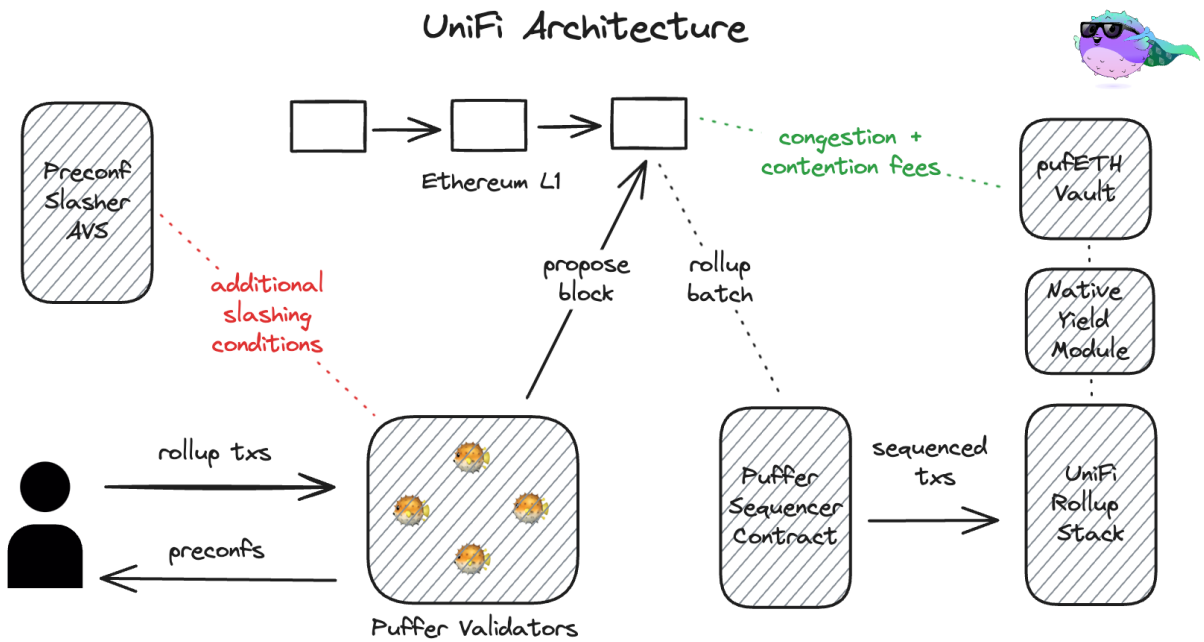 UniFi Architecture
Preconf
Slasher
AVS
Ethereum L1
congestion +
contention fees
pufETH
Vault
additional
slashing
conditions
propose
block
rollup
batch
Native
Yield
Module
rollup txs
preconfs
Puffer Validators
Puffer
Sequencer
Contract
sequenced
txs
UniFi
Rollup
Stack